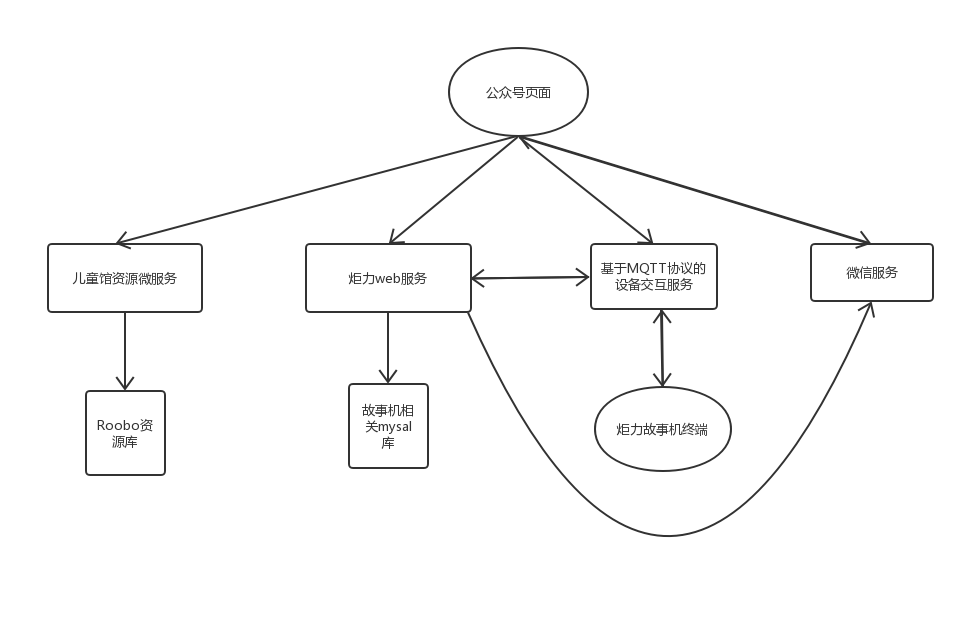 公众号页面
儿童馆资源微服务
炬力web服务
基于MQTT协议的
设备交互服务
微信服务
Roobo资
源库
故事机相
关mysal
库
炬力故事机终端